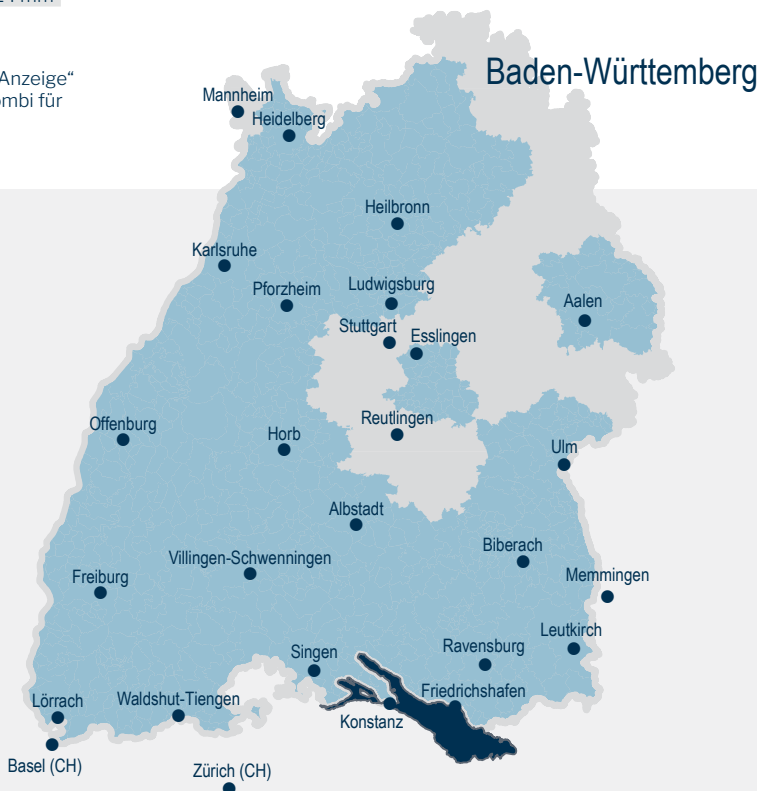 Anzeige“
ombi für
Baden-Württemberg
Mannheim
Heidelberg
Heilbronn
Karlsruhe
Pforzheim
Ludwigsburg
Aalen
Stuttgart
Esslingen
Offenburg
Horb
Reutlingen
Ulm
Albstadt
Villingen-Schwenningen
Biberach
Freiburg
Memmingen
Leutkirch
Singen
Ravensburg
Lörrach
Waldshut-Tiengen
Friedrichshafen
Konstanz
Basel (CH)
Zürich (CH)